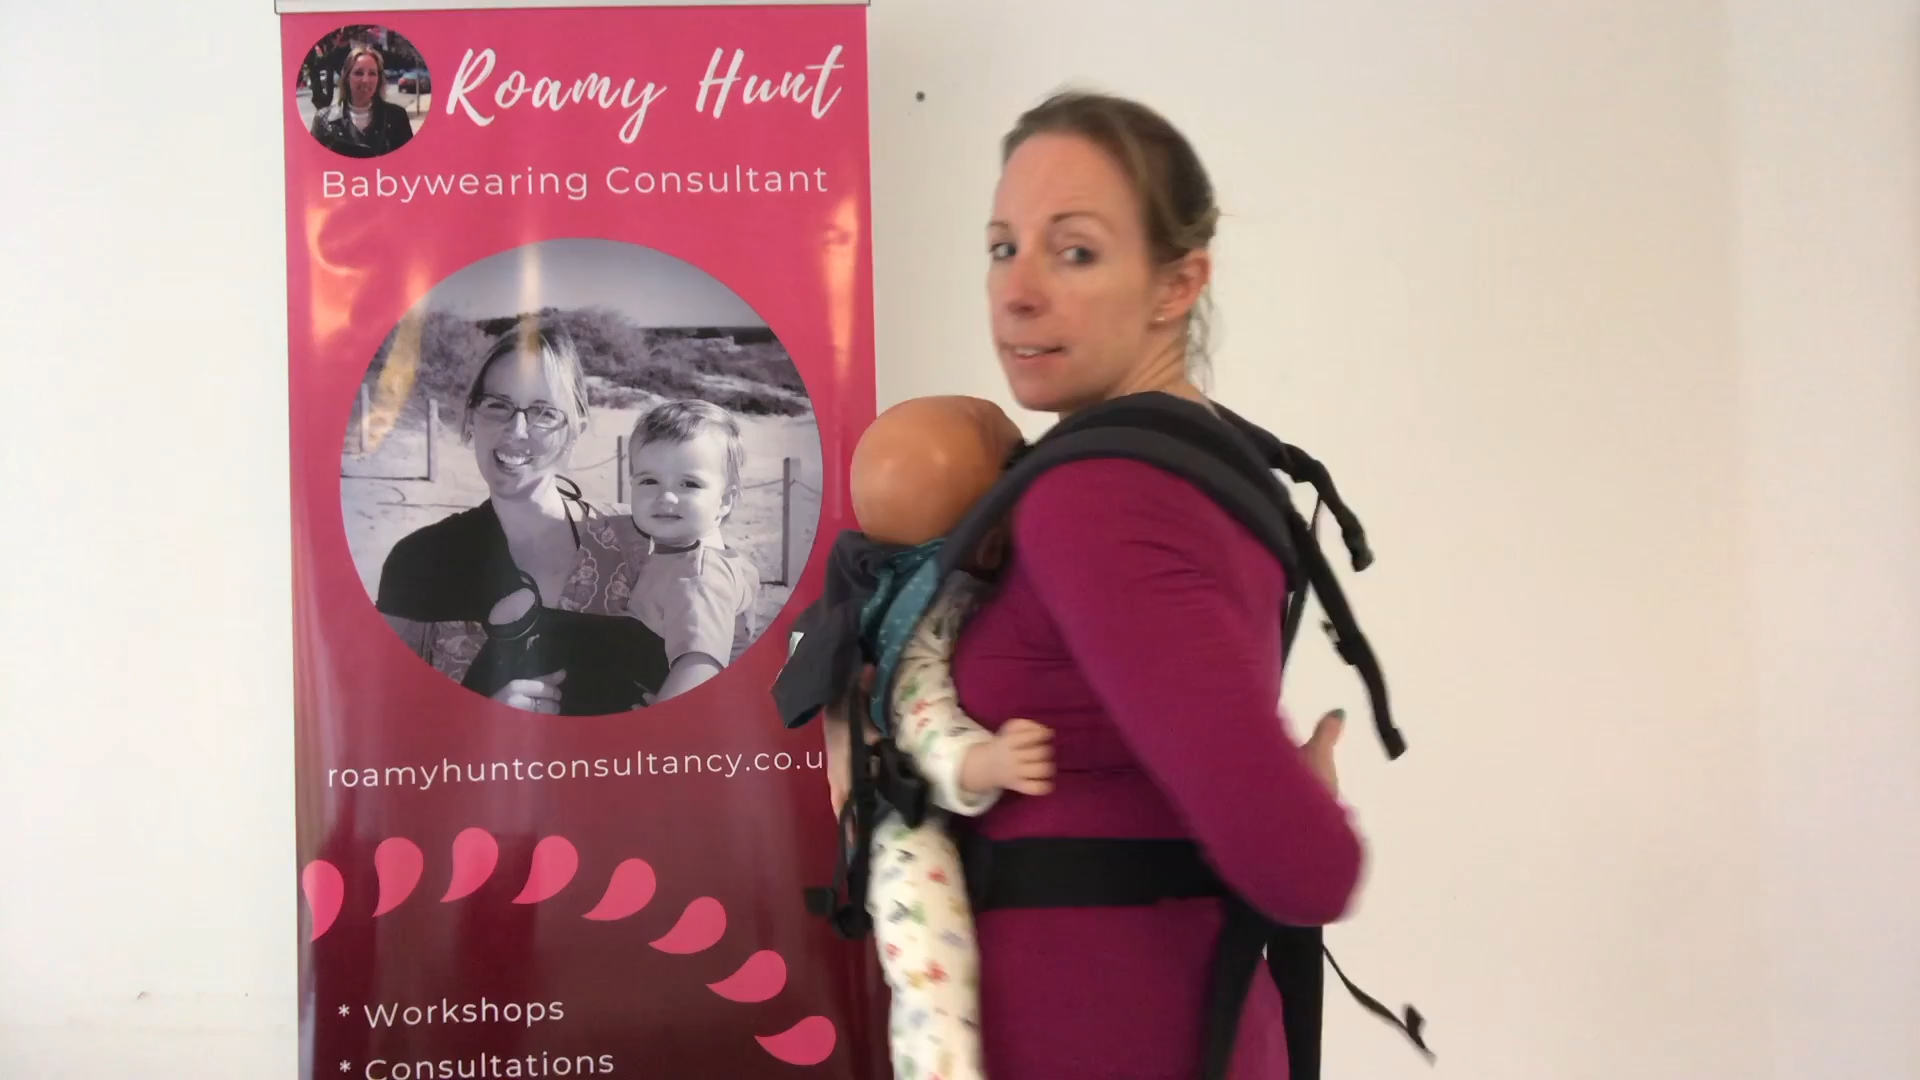 Roamy Hunt
Babywearing Consultant
roamyhuntconsultancy.co.u
* Workshops
* Consultations